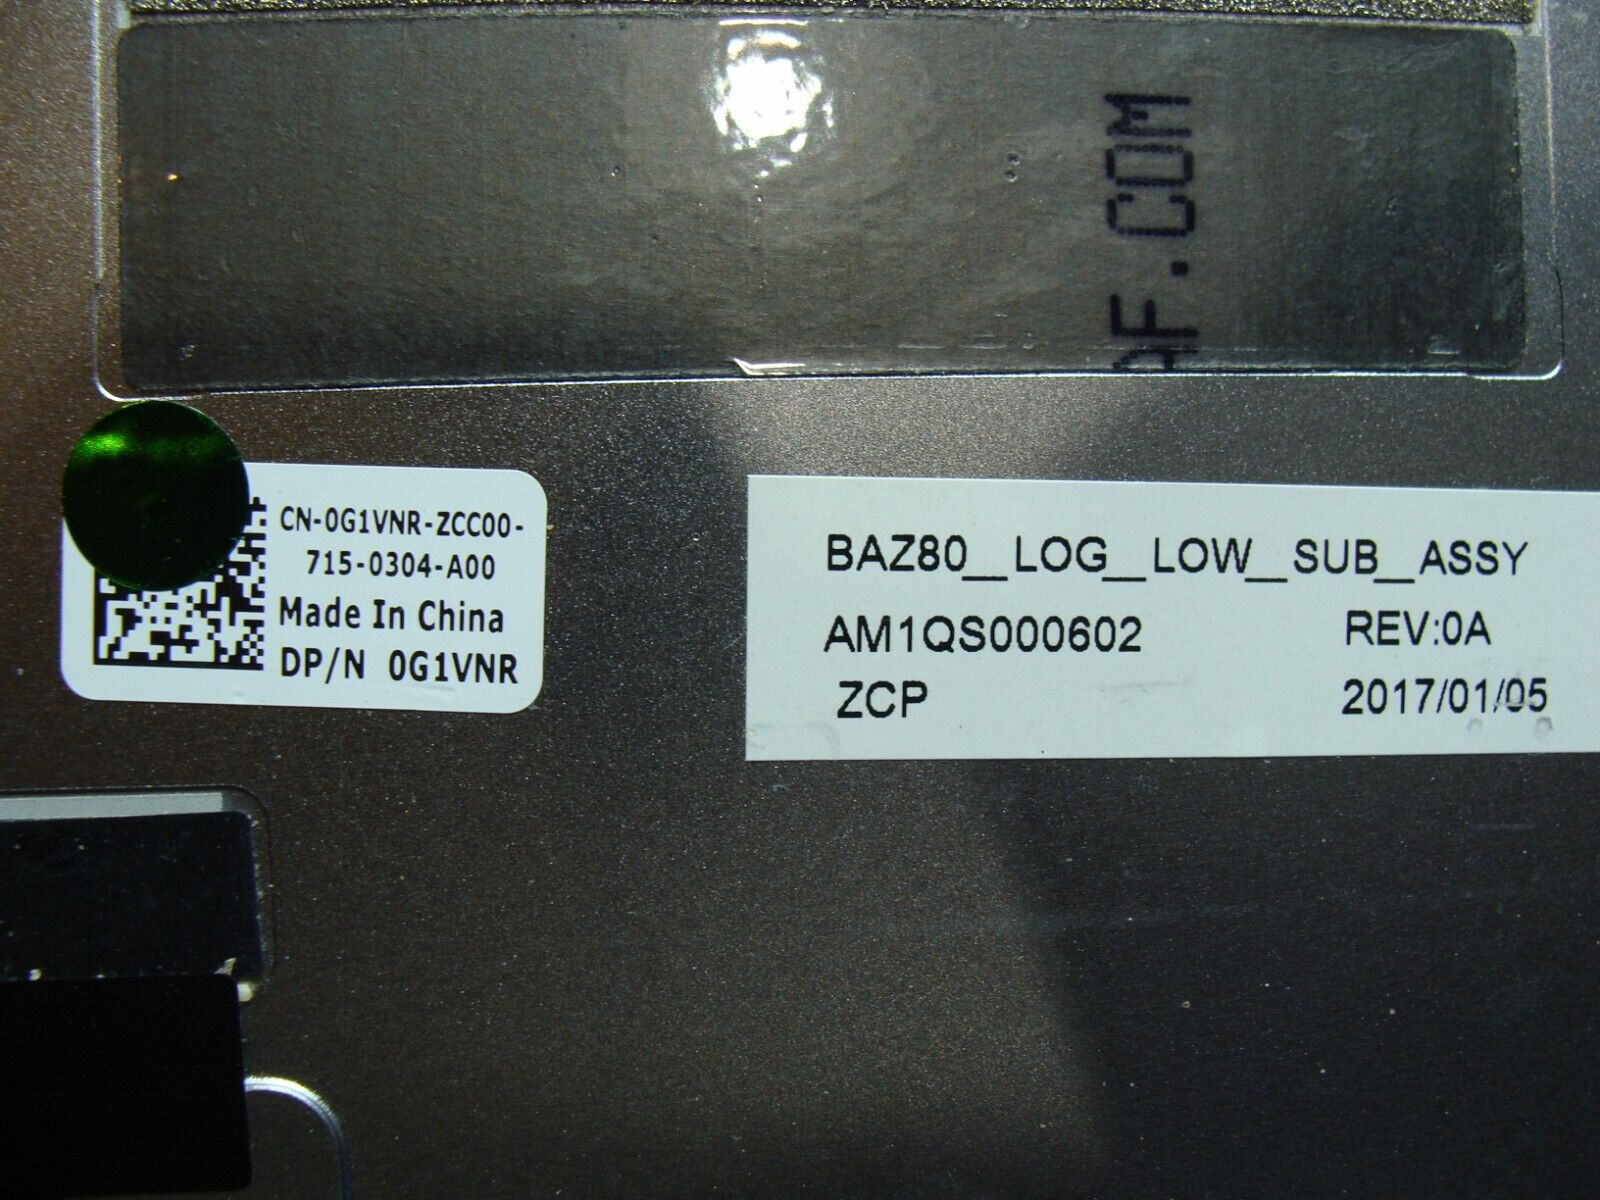 F.COM
CN-0G1VNR-ZCC00-
715-0304-A00
Made In China
DP/N 0G1VNR
BAZ80__LOG__LOW__SUB__ASSY
AM1QS000602 REV:0A
ZCP 2017/01/05